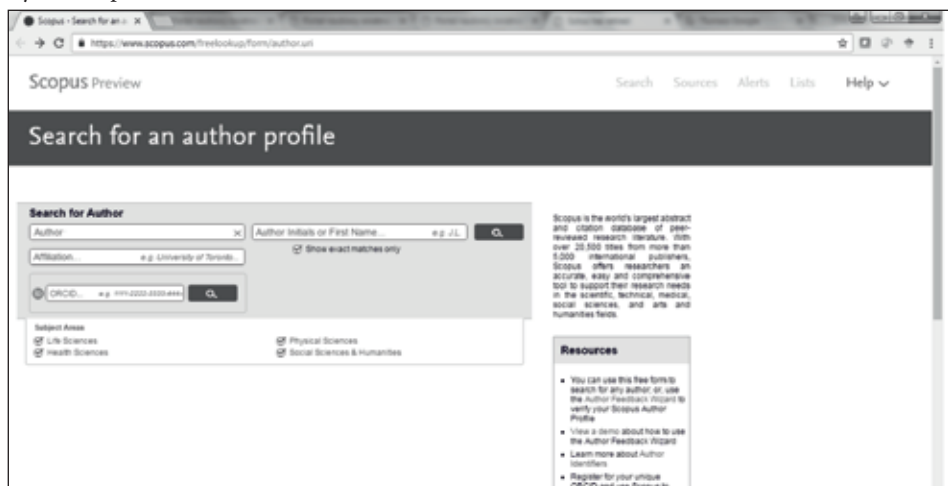 Scopus - Search for an a
https://www.scopus.com/freelookup/form/author.uri
Scopus Preview
Search Sources Alerts Lists Help
Search for an author profile
Search for Author
Author
Author Initials or First Name... e.g. J.L.
Show exact matches only
Affiliation... e.g. University of Toronto...
ORCID... e.g.
Subject Areas
Life Sciences
Physical Sciences
Health Sciences
Social Sciences & Humanities
Scopus is the world's largest abstract
and citation database of peer-
reviewed research literature. With
over 20,500 titles from more than
5,000 international publishers,
Scopus offers researchers an
accurate, easy and comprehensive
tool to support their research needs
in the scientific, technical, medical,
social sciences, and arts and
humanities fields.
Resources
You can use this free form to
search for any author; or, use
the Author Feedback Wizard to
verify your Scopus Author
Profile
View a demo about how to use
the Author Feedback Wizard
Learn more about Author
Identifiers
Register for your unique
ORCID and use Scopus to